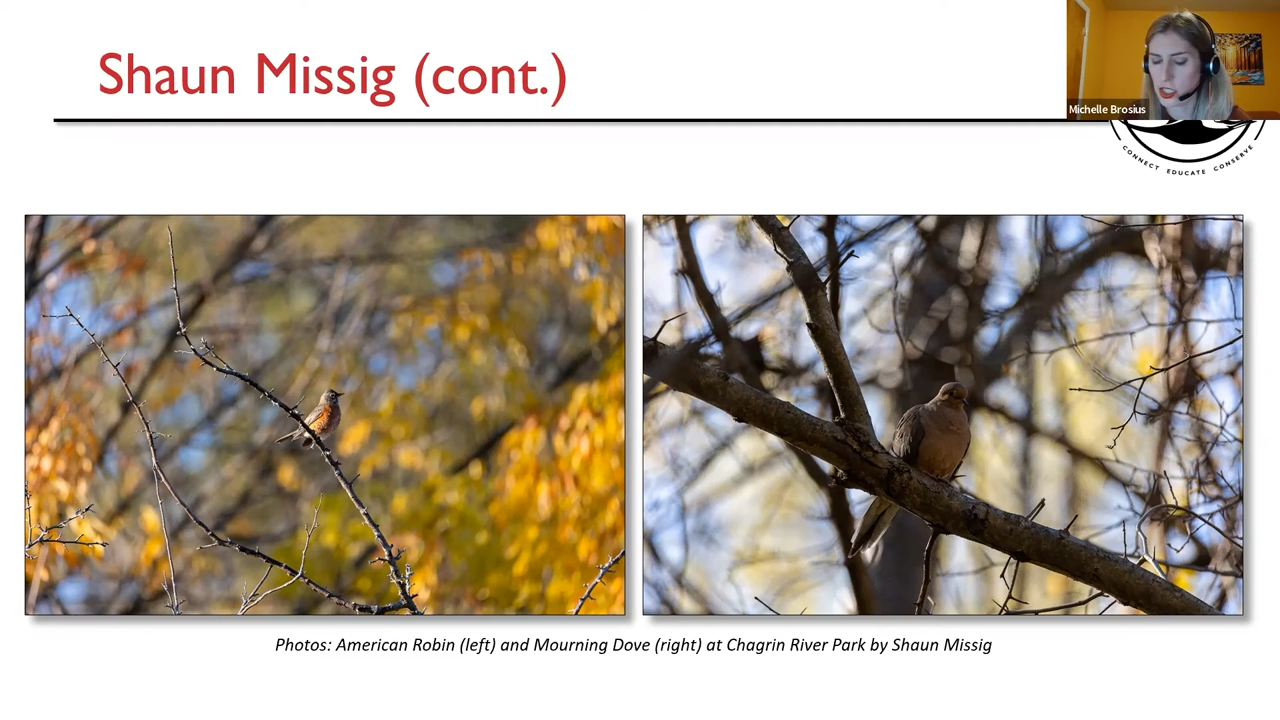 Shaun Missig (cont.)
Michelle Brosius
CONNECT EDUCATE CONSERVE
Photos: American Robin (left) and Mourning Dove (right) at Chagrin River Park by Shaun Missig